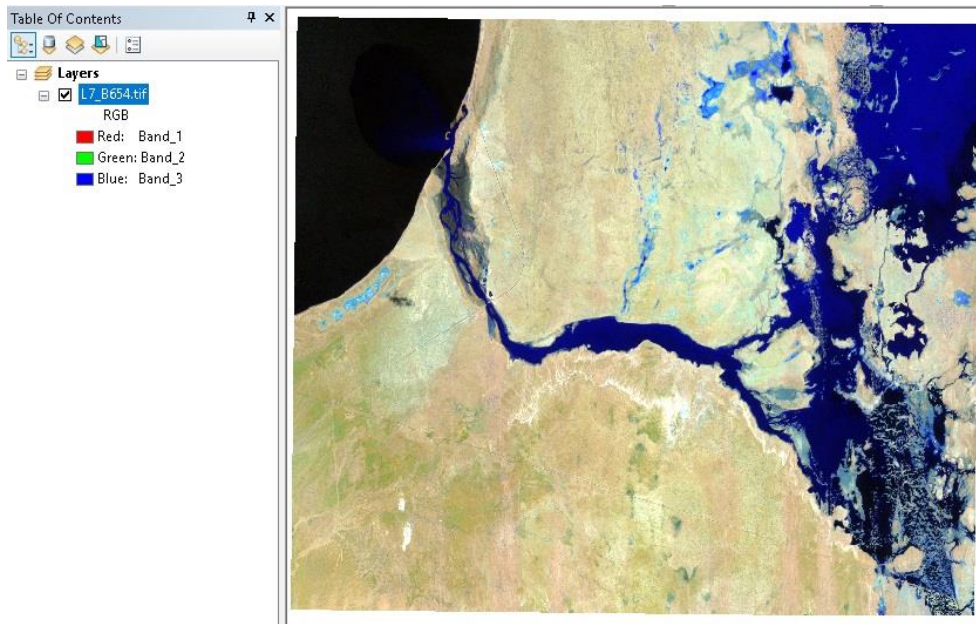 Table Of Contents
Layers
L7_B654.tif
RGB
Red: Band_1
Green: Band_2
Blue: Band_3